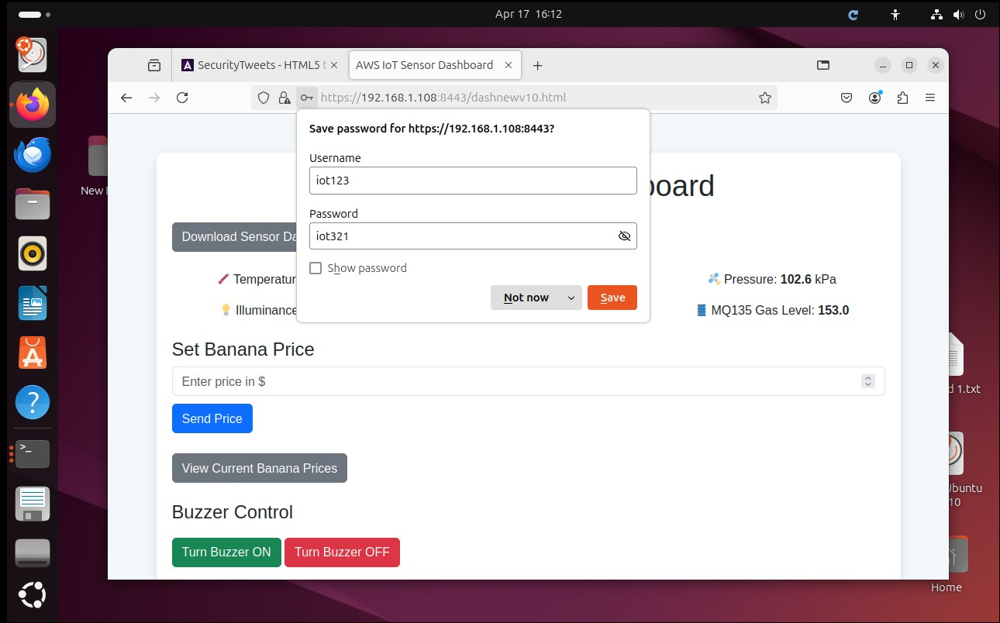 Apr 17 16:12
SecurityTweets - HTML5 t
AWS IoT Sensor Dashboard
https://192.168.1.108:8443/dashnewv10.html
Save password for https://192.168.1.108:8443?
Username
iot123
Password
iot321
Show password
Not now
Save
New
board
Download Sensor Da
Temperatur
Pressure: 102.6 kPa
Illuminance
MQ135 Gas Level: 153.0
Set Banana Price
Enter price in $
Send Price
View Current Banana Prices
Buzzer Control
Turn Buzzer ON
Turn Buzzer OFF
d 1.txt
Ubuntu
10
Home